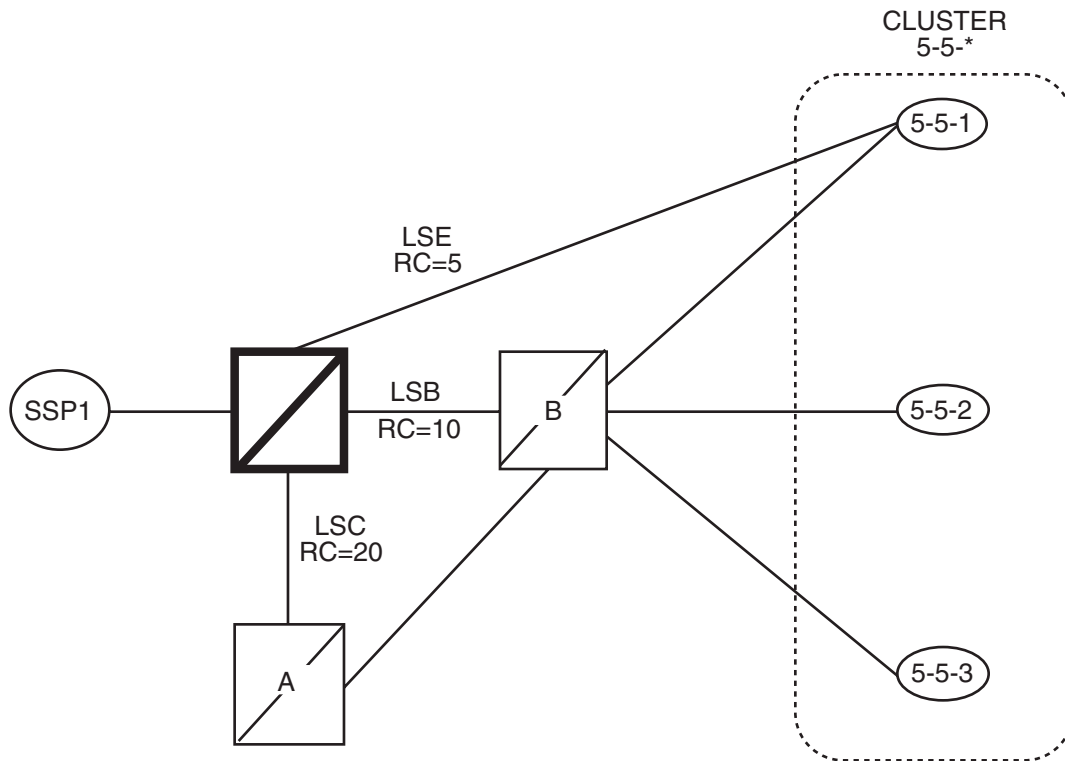 CLUSTER
5-5-*
5-5-1
LSE
RC=5
SSP1
LSB
RC=10
B
5-5-2
LSC
RC=20
A
5-5-3